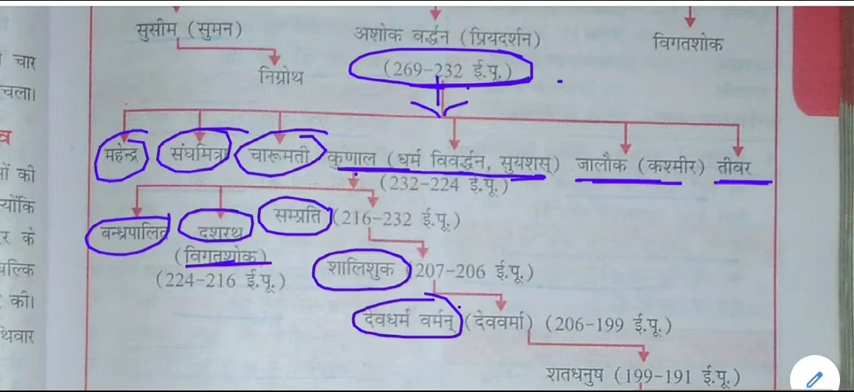 सुसीम (सुमन)
अशोक वर्द्धन (प्रियदर्शन)
विगतशोक
निग्रोथ
(269-232 ई.पू.)
चार
चला।
व
महेन्द्र
संघमित्रा
चारूमती
कुणाल (धर्म विवर्द्धन, सुयशस्)
जालौक (कश्मीर)
तीवर
(232-224 ई.पू.)
की
बन्ध्रपालित
दशरथ
सम्प्रति (216-232 ई.पू.)
र के
(विगतशोक)
शालिशुक (207-206 ई.पू.)
(224-216 ई.पू.)
की।
देवधर्म वर्मन् (देववर्मा) (206-199 ई.पू.)
शतधनुष (199-191 ई.पू.)